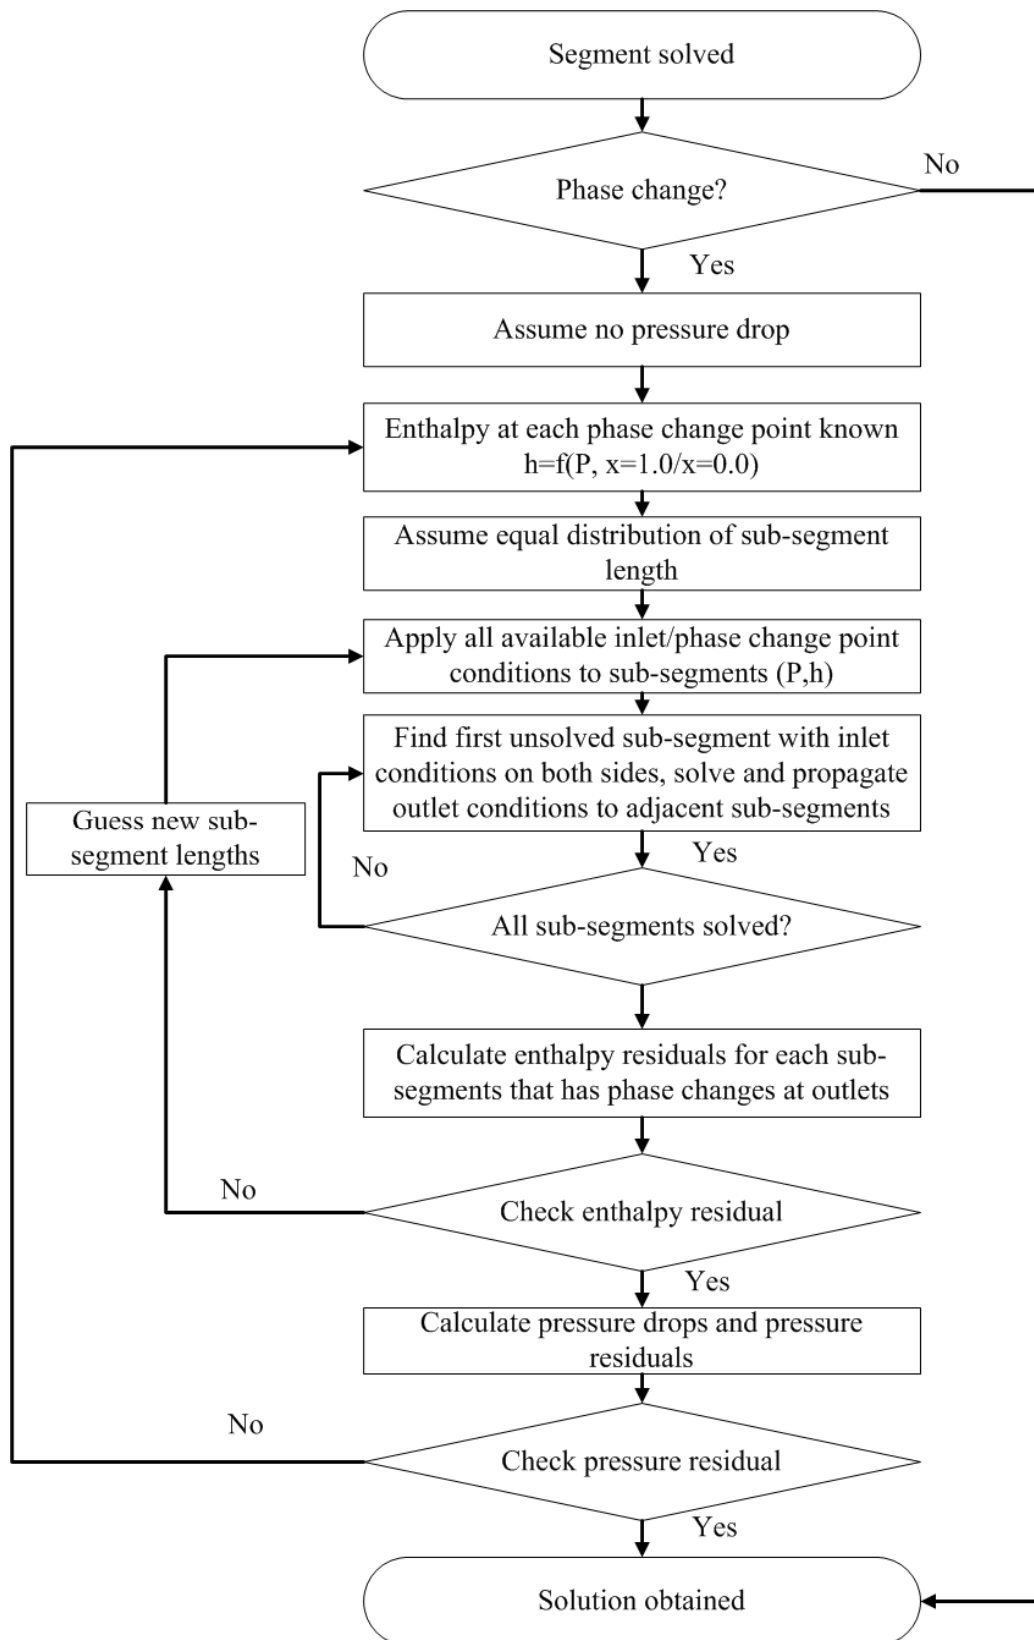 Segment solved
No
Phase change?
Yes
Assume no pressure drop
Enthalpy at each phase change point known
h=f(P, x=1.0/x=0.0)
Assume equal distribution of sub-segment
length
Apply all available inlet/phase change point
conditions to sub-segments (P,h)
Find first unsolved sub-segment with inlet
conditions on both sides, solve and propagate
outlet conditions to adjacent sub-segments
Guess new sub-
segment lengths
No
Yes
All sub-segments solved?
Calculate enthalpy residuals for each sub-
segments that has phase changes at outlets
No
Check enthalpy residual
Yes
Calculate pressure drops and pressure
residuals
No
Check pressure residual
Yes
Solution obtained